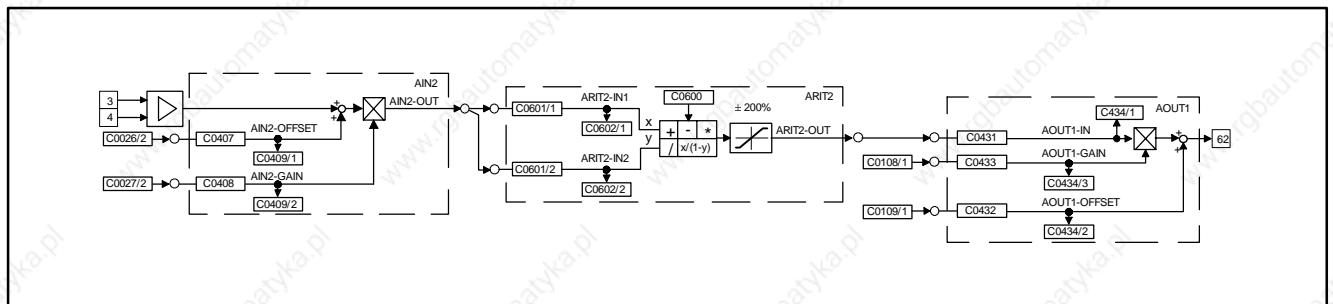 AIN2
3
4
C0026/2
C0407
AIN2-OFFSET
C0409/1
C0027/2
C0408
AIN2-GAIN
C0409/2
+
+
AIN2-OUT
ARIT2
C0601/1
ARIT2-IN1
C0602/1
C0601/2
ARIT2-IN2
C0602/2
x
y
C0600
+ - *
/ x/(1-y)
± 200%
ARIT2-OUT
AOUT1
C434/1
C0431
AOUT1-IN
C0108/1
C0433
AOUT1-GAIN
C0434/3
C0109/1
C0432
AOUT1-OFFSET
C0434/2
+
+
62
www.rgbautomatyka.pl